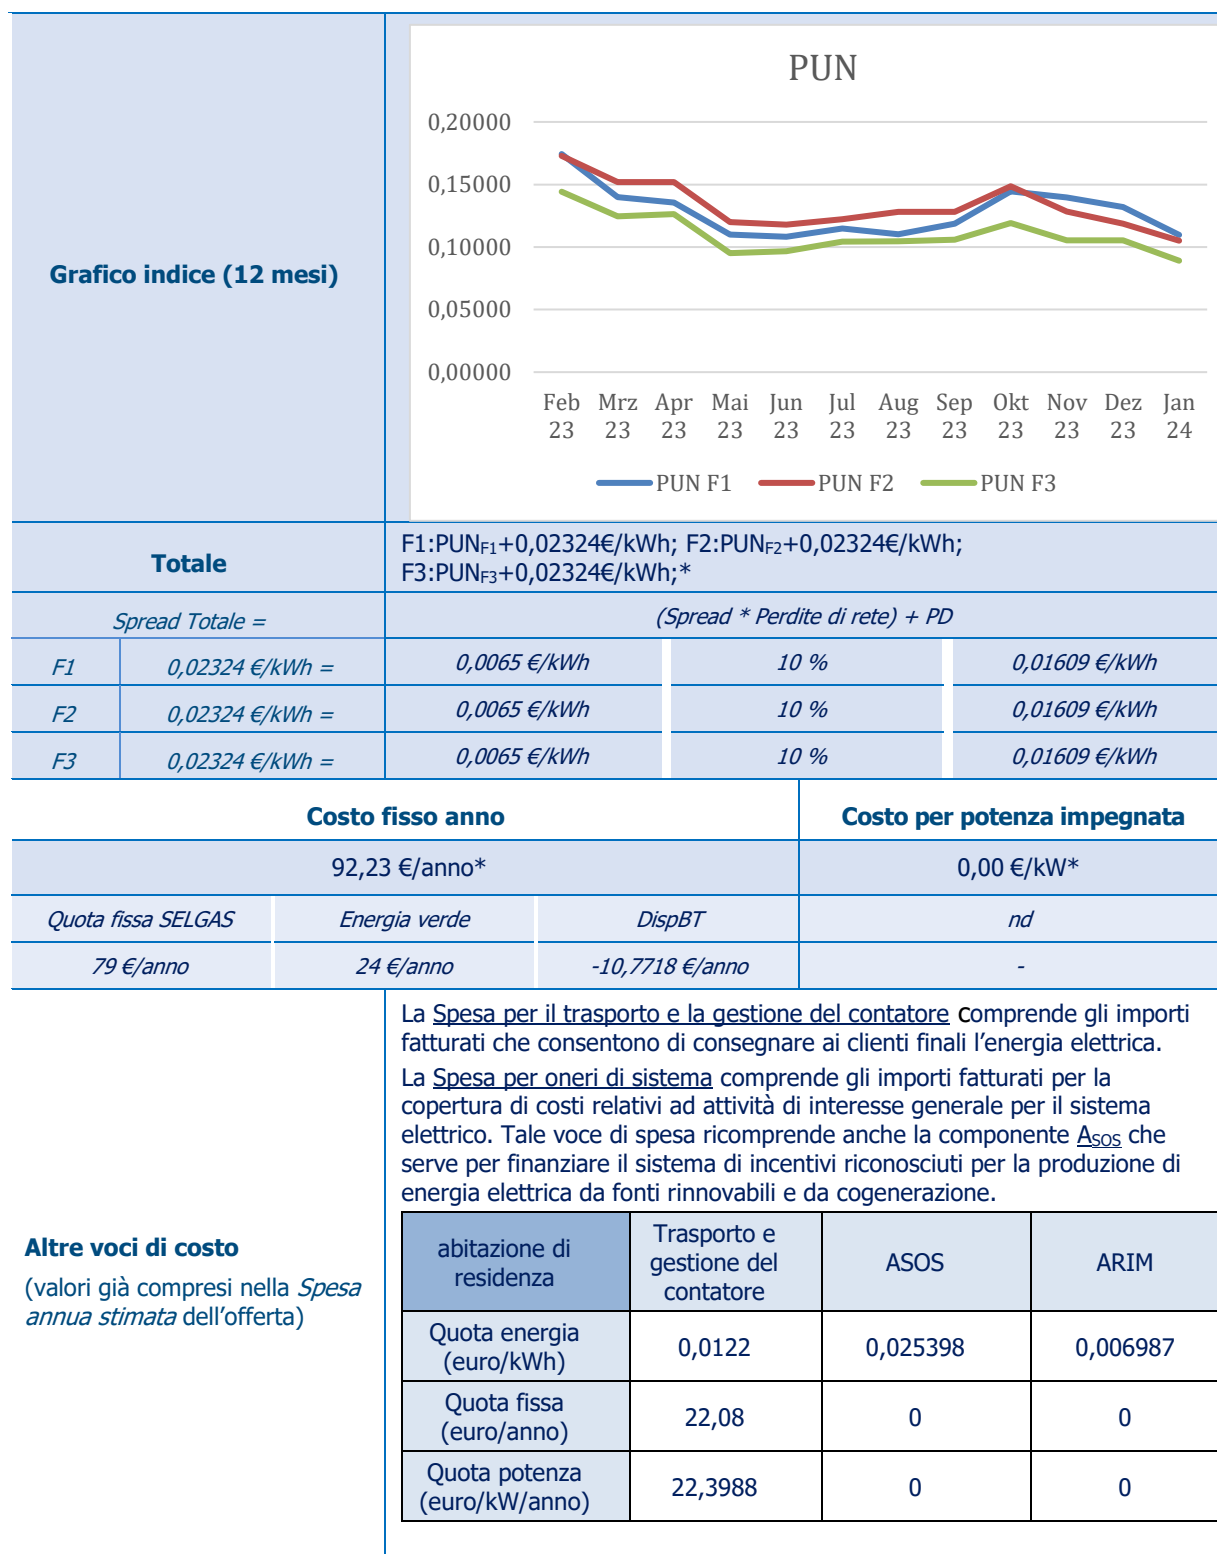 Grafico indice (12 mesi)
PUN
0,20000
0,15000
0,10000
0,05000
0,00000
Feb Mrz Apr Mai Jun Jul Aug Sep Okt Nov Dez Jan
23 23 23 23 23 23 23 23 23 23 23 24
PUN F1 PUN F2 PUN F3
Totale
F1:PUNF1+0,02324€/kWh; F2:PUNF2+0,02324€/kWh;
F3:PUNF3+0,02324€/kWh;*
Spread Totale = (Spread * Perdite di rete) + PD
F1 0,02324 €/kWh = 0,0065 €/kWh 10 % 0,01609 €/kWh
F2 0,02324 €/kWh = 0,0065 €/kWh 10 % 0,01609 €/kWh
F3 0,02324 €/kWh = 0,0065 €/kWh 10 % 0,01609 €/kWh
Costo fisso anno Costo per potenza impegnata
92,23 €/anno* 0,00 €/kW*
Quota fissa SELGAS Energia verde DispBT nd
79 €/anno 24 €/anno -10,7718 €/anno -
Altre voci di costo
(valori già compresi nella Spesa
annua stimata dell'offerta)
La Spesa per il trasporto e la gestione del contatore comprende gli importi
fatturati che consentono di consegnare ai clienti finali l'energia elettrica.
La Spesa per oneri di sistema comprende gli importi fatturati per la
copertura di costi relativi ad attività di interesse generale per il sistema
elettrico. Tale voce di spesa ricomprende anche la componente ASOS che
serve per finanziare il sistema di incentivi riconosciuti per la produzione di
energia elettrica da fonti rinnovabili e da cogenerazione.
abitazione di
residenza
Trasporto e
gestione del
contatore
ASOS
ARIM
Quota energia
(euro/kWh)
0,0122 0,025398 0,006987
Quota fissa
(euro/anno)
22,08 0 0
Quota potenza
(euro/kW/anno)
22,3988 0 0